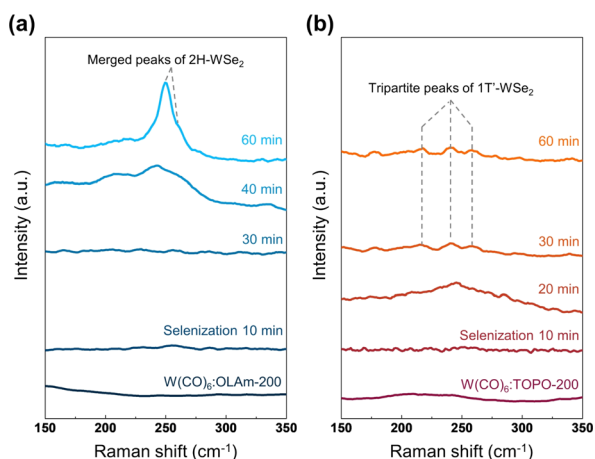 (a)
Merged peaks of 2H-WSe₂
60 min
40 min
30 min
Selenization 10 min
W(CO)₆:OLAm-200
Intensity (a.u.)
150 200 250 300 350
Raman shift (cm⁻¹)
(b)
Tripartite peaks of 1T'-WSe₂
60 min
30 min
20 min
Selenization 10 min
W(CO)₆:TOPO-200
Intensity (a.u.)
150 200 250 300 350
Raman shift (cm⁻¹)